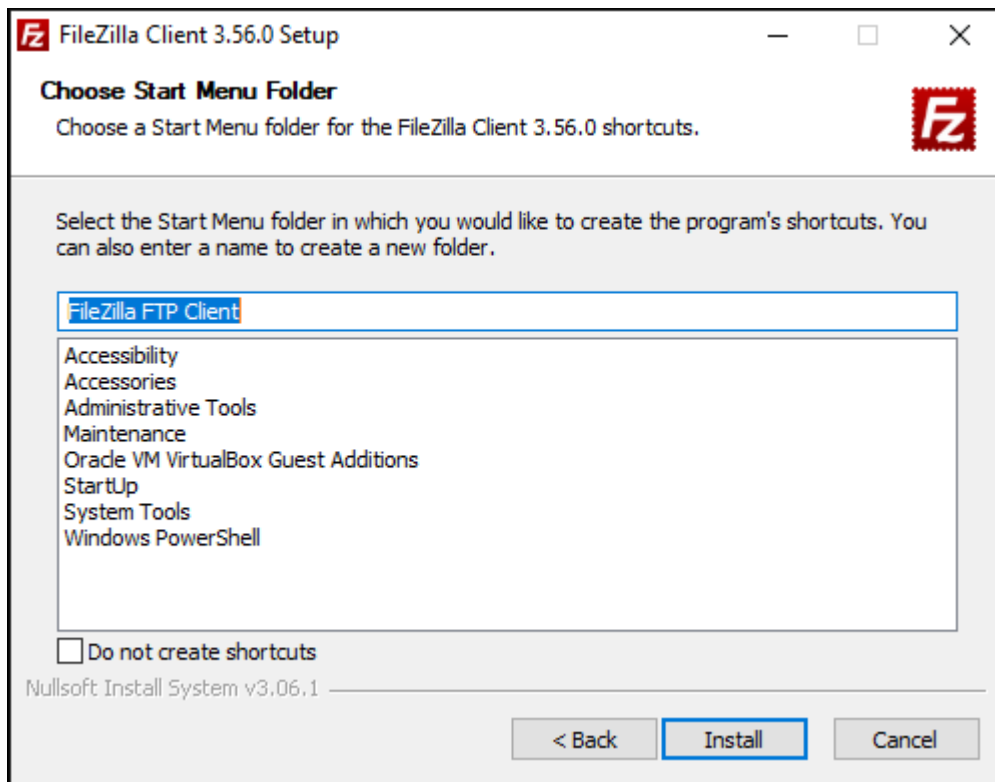 FileZilla Client 3.56.0 Setup
Choose Start Menu Folder
Choose a Start Menu folder for the FileZilla Client 3.56.0 shortcuts.
Fz
Select the Start Menu folder in which you would like to create the program's shortcuts. You
can also enter a name to create a new folder.
FileZilla FTP Client
Accessibility
Accessories
Administrative Tools
Maintenance
Oracle VM VirtualBox Guest Additions
StartUp
System Tools
Windows PowerShell
Do not create shortcuts
Nullsoft Install System v3.06.1
< Back Install Cancel